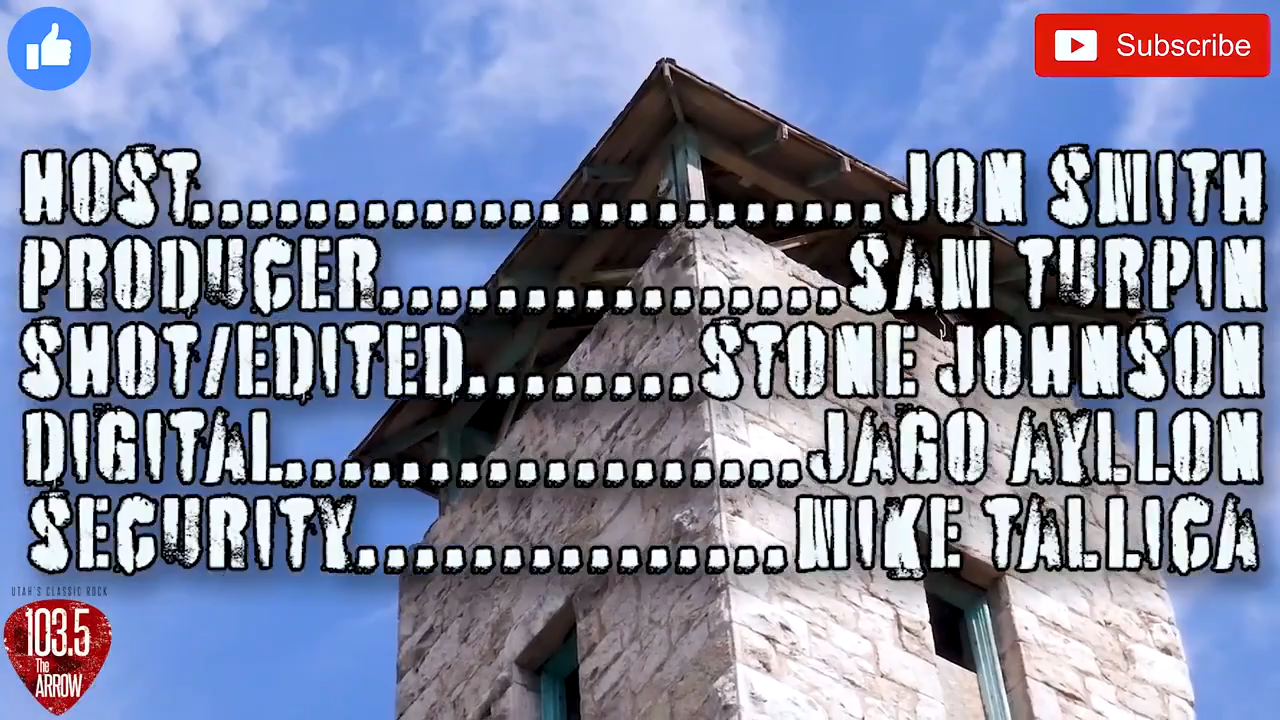 Subscribe
HOST..........................JON SMITH
PRODUCER................SAM TURPIN
SHOT/EDITED........STONE JOHNSON
DIGITAL..................JAGO AYLLON
SECURITY...............MIKE TALLICA
UTAH'S CLASSIC ROCK
103.5
The
ARROW